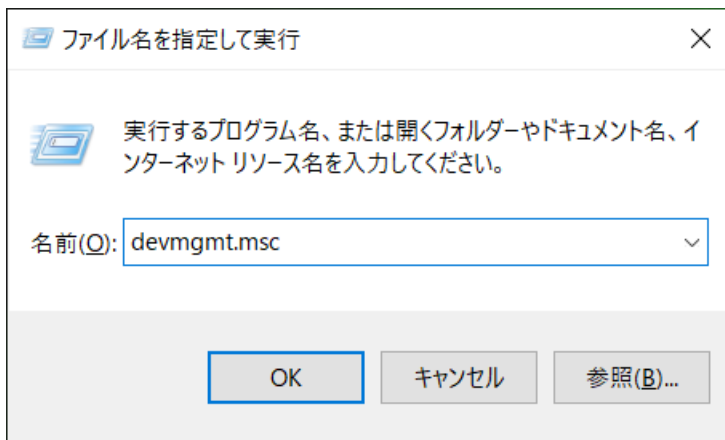 ファイル名を指定して実行
実行するプログラム名、または開くフォルダーやドキュメント名、イ
ンターネット リソース名を入力してください。
名前(O): devmgmt.msc
OK キャンセル 参照(B)...